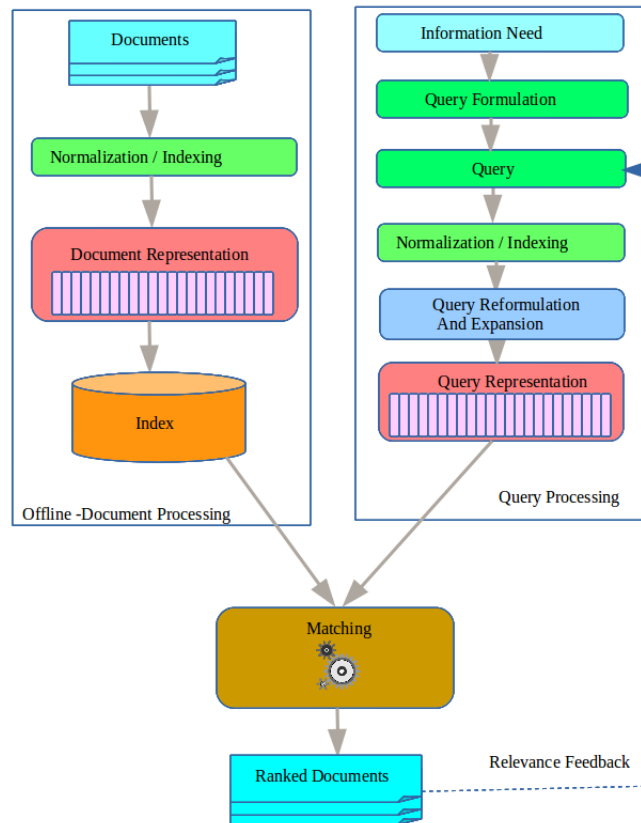 Documents
Normalization / Indexing
Document Representation
Index
Offline -Document Processing
Information Need
Query Formulation
Query
Normalization / Indexing
Query Reformulation
And Expansion
Query Representation
Query Processing
Matching
Ranked Documents
Relevance Feedback